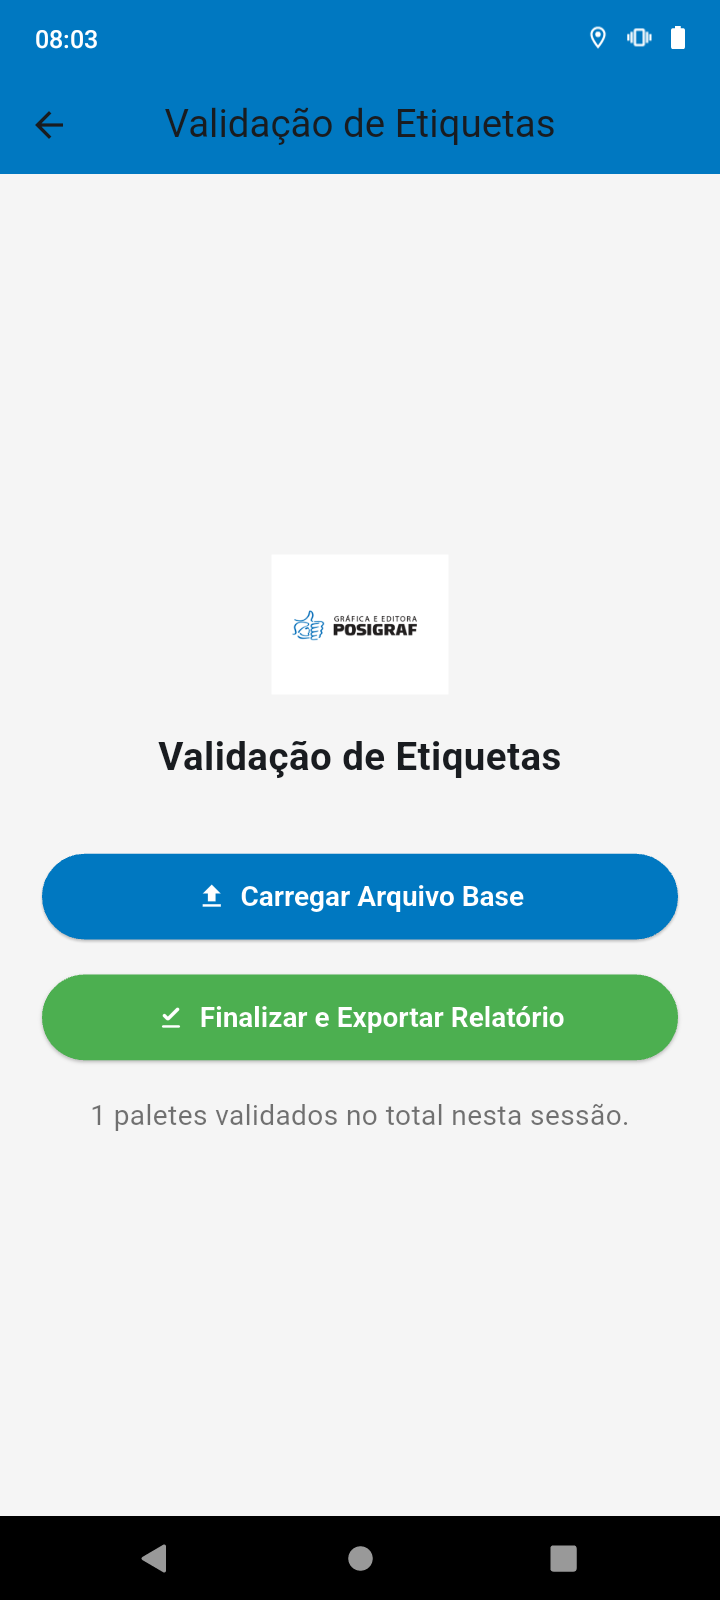 08:03
Validação de Etiquetas
GRÁFICA E EDITORA
POSIGRAF
Validação de Etiquetas
Carregar Arquivo Base
Finalizar e Exportar Relatório
1 paletes validados no total nesta sessão.